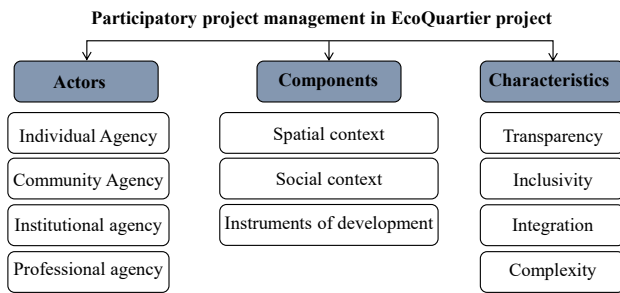 Participatory project management in EcoQuartier project
Actors
Individual Agency
Community Agency
Institutional agency
Professional agency
Components
Spatial context
Social context
Instruments of development
Characteristics
Transparency
Inclusivity
Integration
Complexity